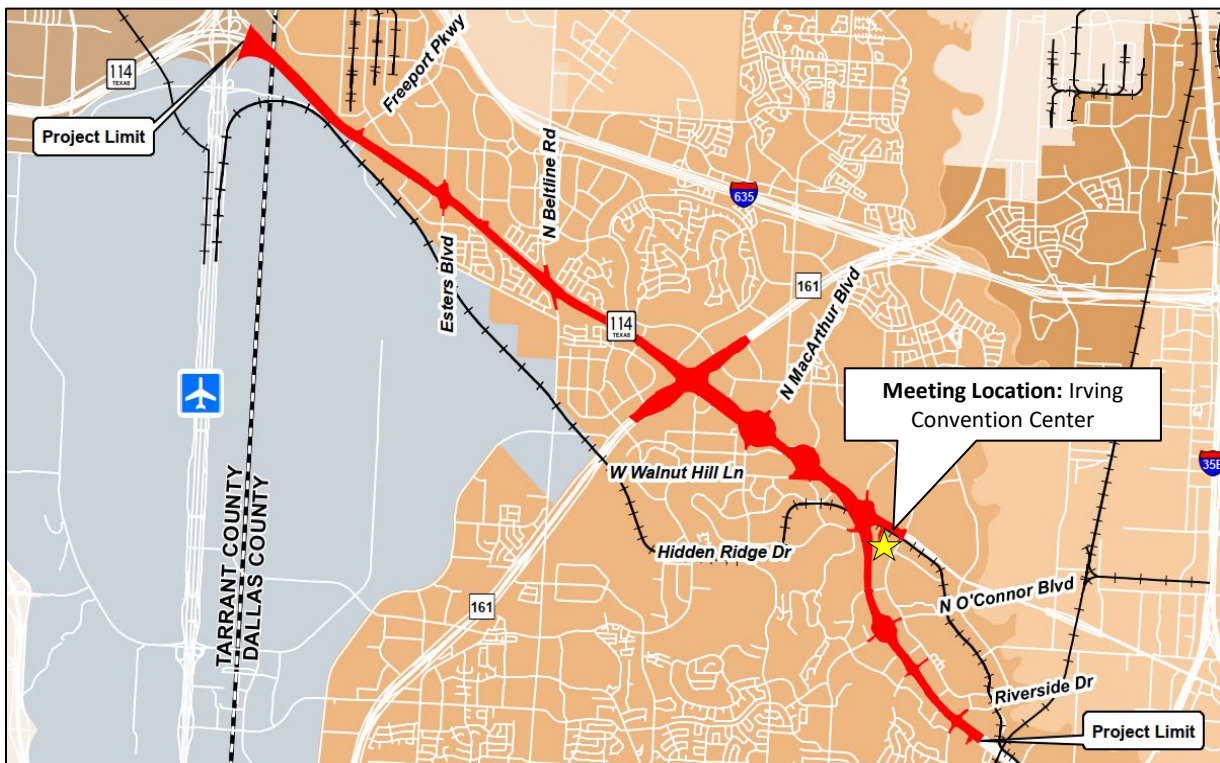 114
TEXAS
Project Limit
Freeport Pkwy
N Beltline Rd
635
Esters Blvd
161
114
TEXAS
N MacArthur Blvd
Meeting Location: Irving
Convention Center
W Walnut Hill Ln
35E
TARRANT COUNTY
DALLAS COUNTY
Hidden Ridge Dr
161
N O'Connor Blvd
Riverside Dr
Project Limit